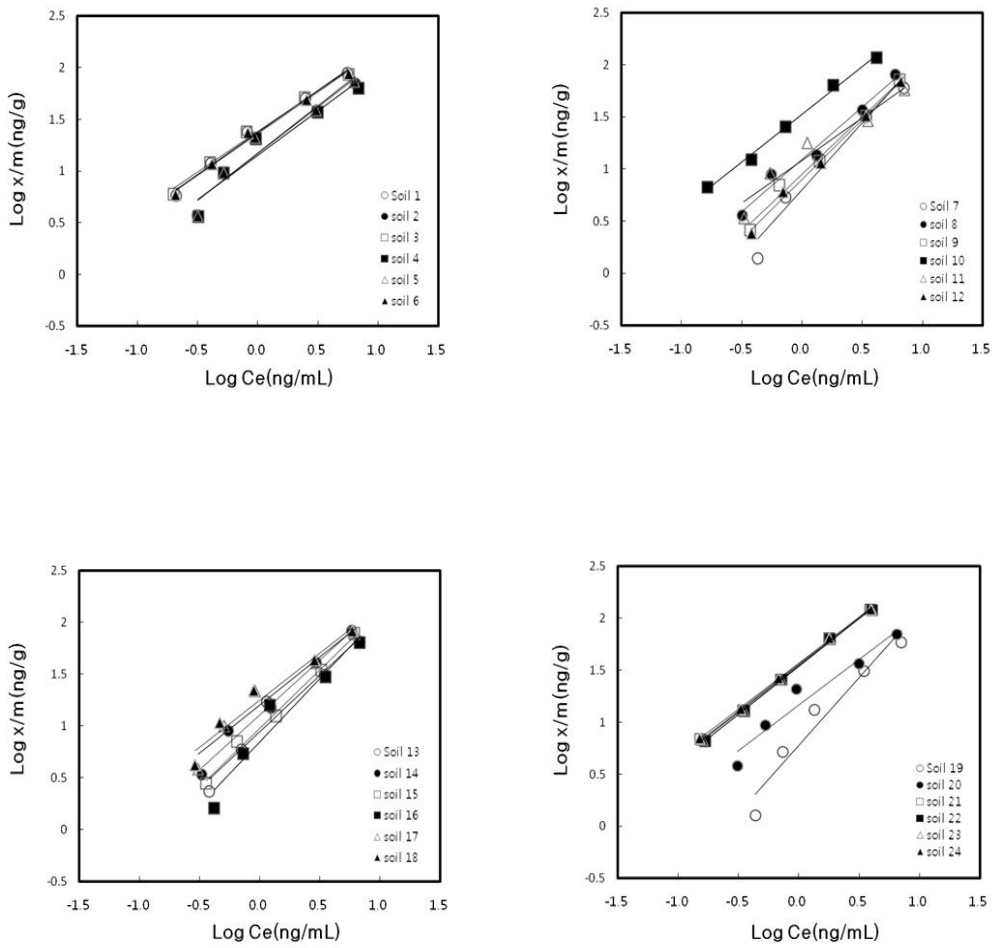 2.5
2
1.5
1
0.5
0
-0.5
-1.5 -1.0 -0.5 0.0 0.5 1.0 1.5
Log x/m(ng/g)
Log Ce(ng/mL)
Soil 1
soil 2
soil 3
soil 4
soil 5
soil 6
2.5
2
1.5
1
0.5
0
-0.5
-1.5 -1.0 -0.5 0.0 0.5 1.0 1.5
Log x/m(ng/g)
Log Ce(ng/mL)
Soil 7
soil 8
soil 9
soil 10
soil 11
soil 12
2.5
2
1.5
1
0.5
0
-0.5
-1.5 -1.0 -0.5 0.0 0.5 1.0 1.5
Log x/m(ng/g)
Log Ce(ng/mL)
Soil 13
soil 14
soil 15
soil 16
soil 17
soil 18
2.5
2
1.5
1
0.5
0
-0.5
-1.5 -1.0 -0.5 0.0 0.5 1.0 1.5
Log x/m(ng/g)
Log Ce(ng/mL)
Soil 19
soil 20
soil 21
soil 22
soil 23
soil 24